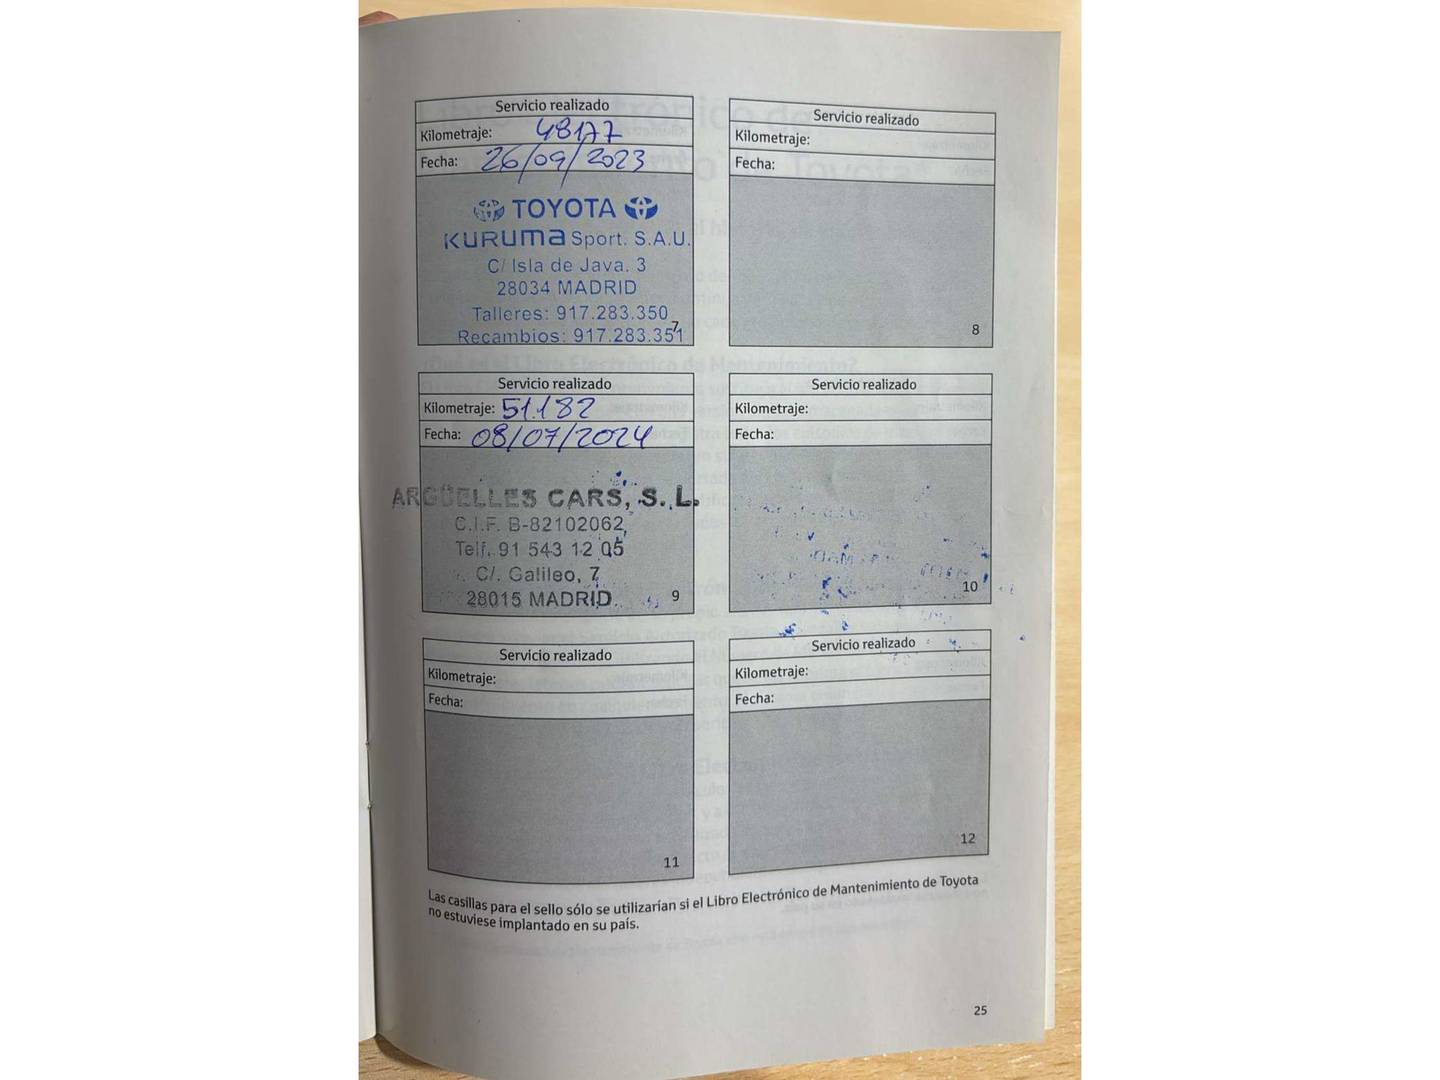 Servicio realizado
Kilometraje: 48177
Fecha: 26/09/2023
TOYOTA
KURUMA Sport. S.A.U.
C/ Isla de Java. 3
28034 MADRID
Talleres: 917.283.350
Recambios: 917.283.351
7
Servicio realizado
Kilometraje:
Fecha:
8
Servicio realizado
Kilometraje: 51.182
Fecha: 08/07/2024
ARGÜELLES CARS, S. L.
C.I.F. B-82102062
Telf. 91 543 12 05
C/. Galileo, 7
28015 MADRID
9
Servicio realizado
Kilometraje:
Fecha:
10
Servicio realizado
Kilometraje:
Fecha:
11
Servicio realizado
Kilometraje:
Fecha:
12
Las casillas para el sello sólo se utilizarían si el Libro Electrónico de Mantenimiento de Toyota
no estuviese implantado en su país.
25